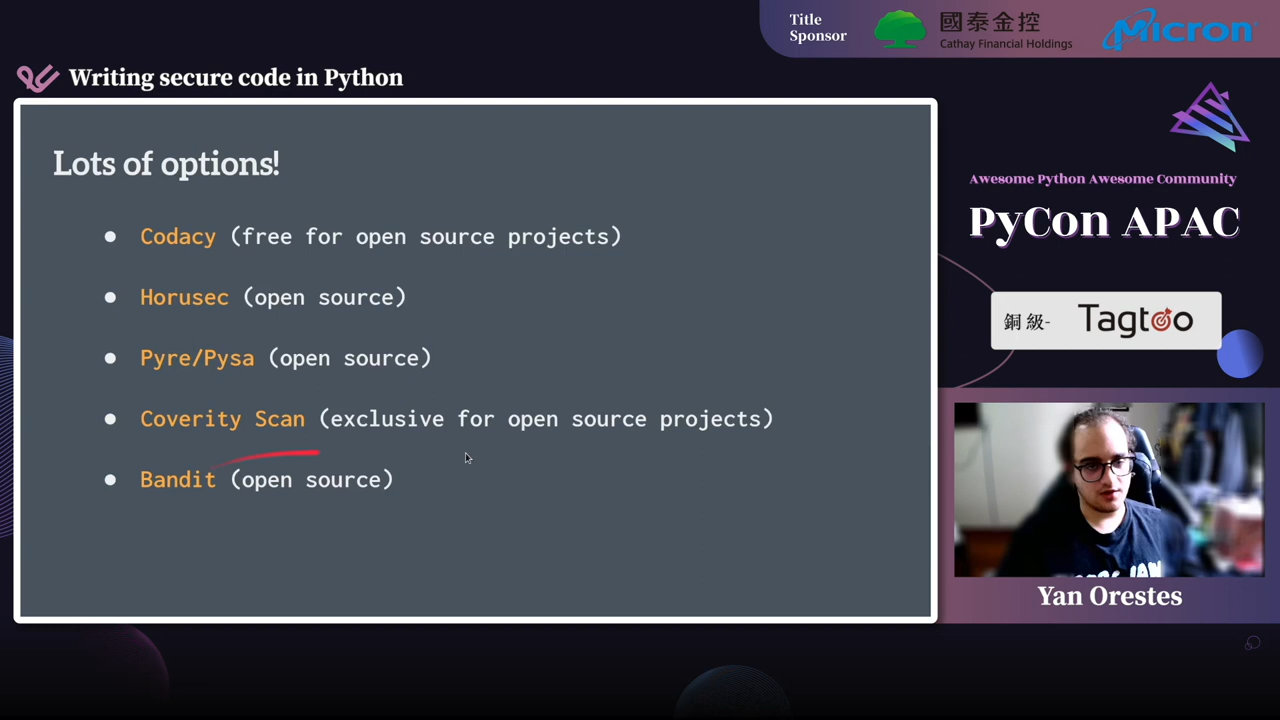 Title
Sponsor
國泰金控
Cathay Financial Holdings
Micron
Writing secure code in Python
Lots of options!
Codacy (free for open source projects)
Horusec (open source)
Pyre/Pysa (open source)
Coverity Scan (exclusive for open source projects)
Bandit (open source)
Awesome Python Awesome Community
PyCon APAC
銅級-
Tagtoo
Yan Orestes